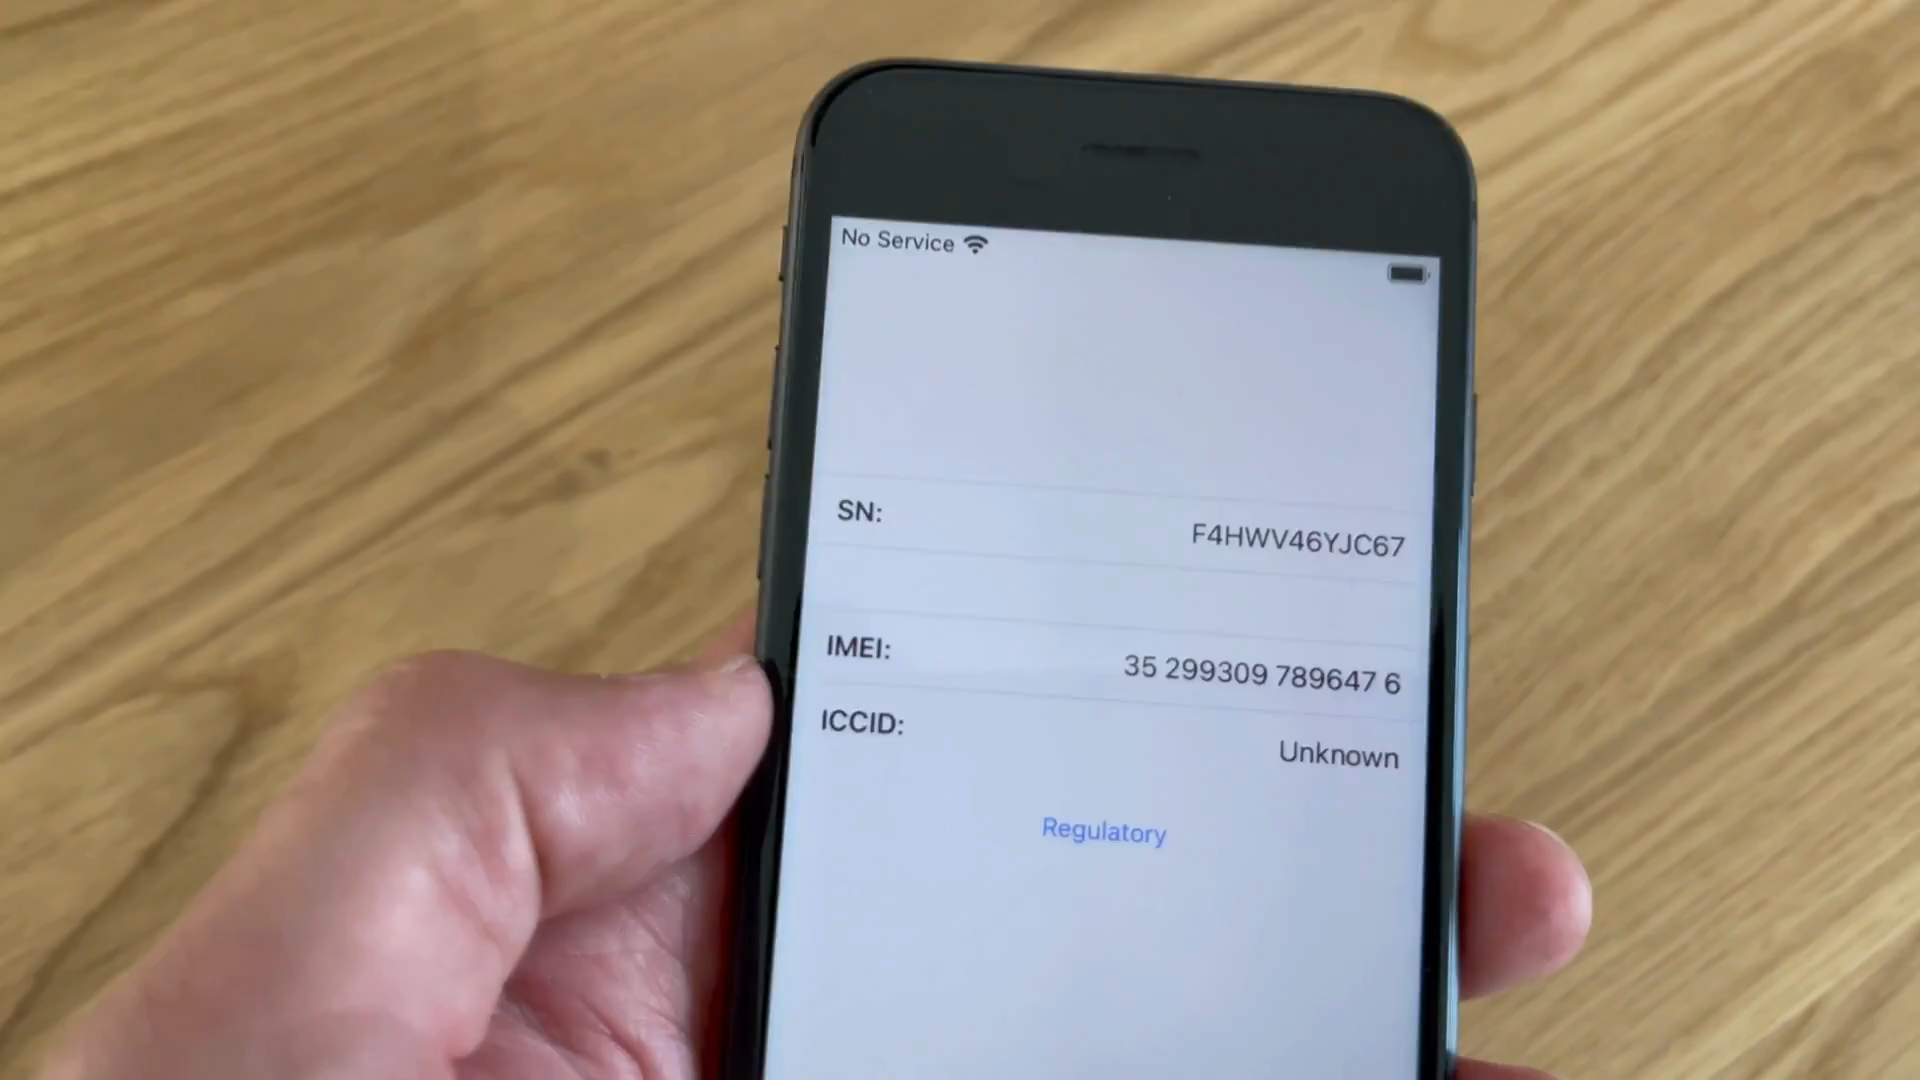 No Service
SN: F4HWV46YJC67
IMEI: 35 299309 789647 6
ICCID: Unknown
Regulatory